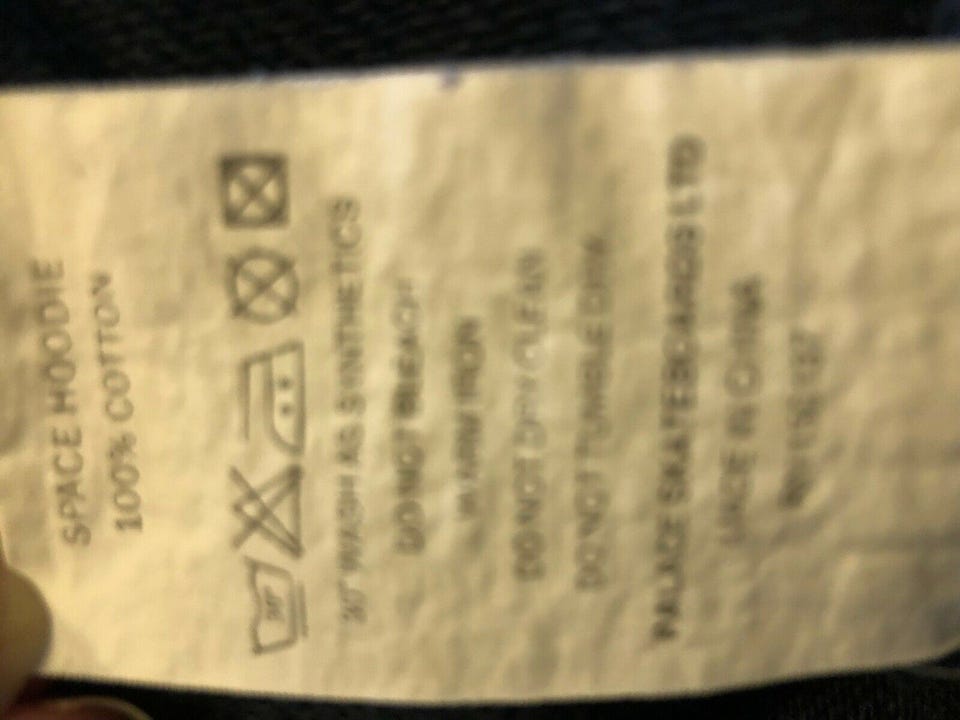 SPACE HOODIE
100% COTTON
30°
30° WASH AS SYNTHETICS
DO NOT BLEACH
WARM IRON
DO NOT DRY CLEAN
DO NOT TUMBLE DRY
PALACE SKATEBOARDS LTD
MADE IN CHINA